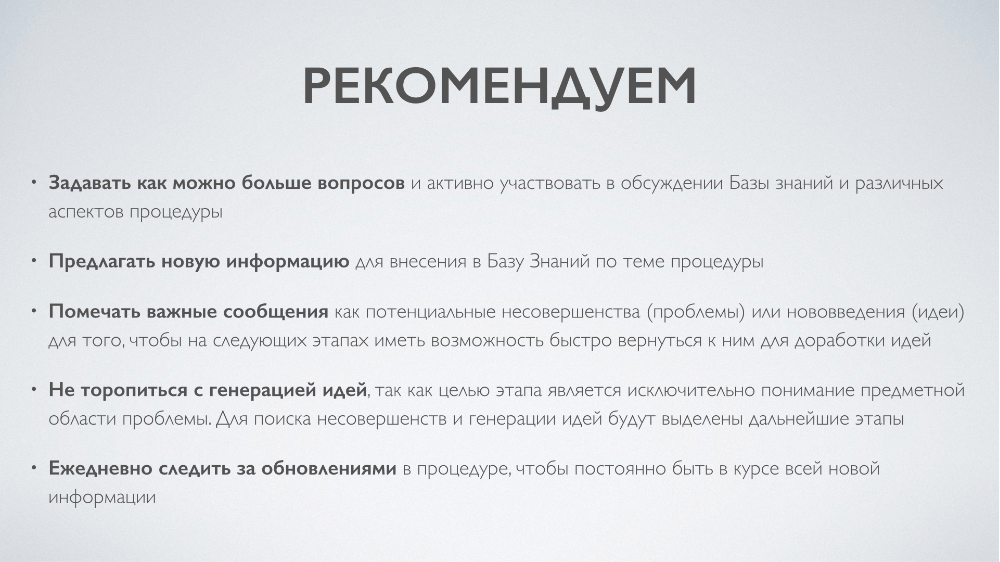 РЕКОМЕНДУЕМ
• Задавать как можно больше вопросов и активно участвовать в обсуждении Базы знаний и различных
аспектов процедуры
• Предлагать новую информацию для внесения в Базу Знаний по теме процедуры
• Помечать важные сообщения как потенциальные несовершенства (проблемы) или нововведения (идеи)
для того, чтобы на следующих этапах иметь возможность быстро вернуться к ним для доработки идей
• Не торопиться с генерацией идей, так как целью этапа является исключительно понимание предметной
области проблемы. Для поиска несовершенств и генерации идей будут выделены дальнейшие этапы
• Ежедневно следить за обновлениями в процедуре, чтобы постоянно быть в курсе всей новой
информации